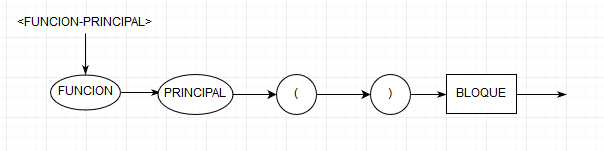 <FUNCION-PRINCIPAL>
FUNCION PRINCIPAL ( ) BLOQUE